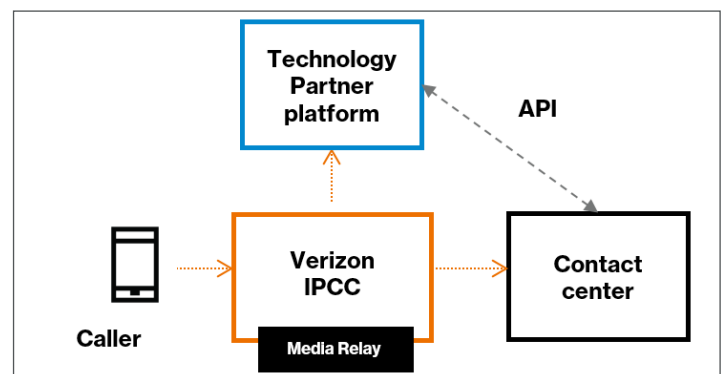 Technology
Partner
platform
API
Verizon
IPCC
Contact
center
Caller
Media Relay